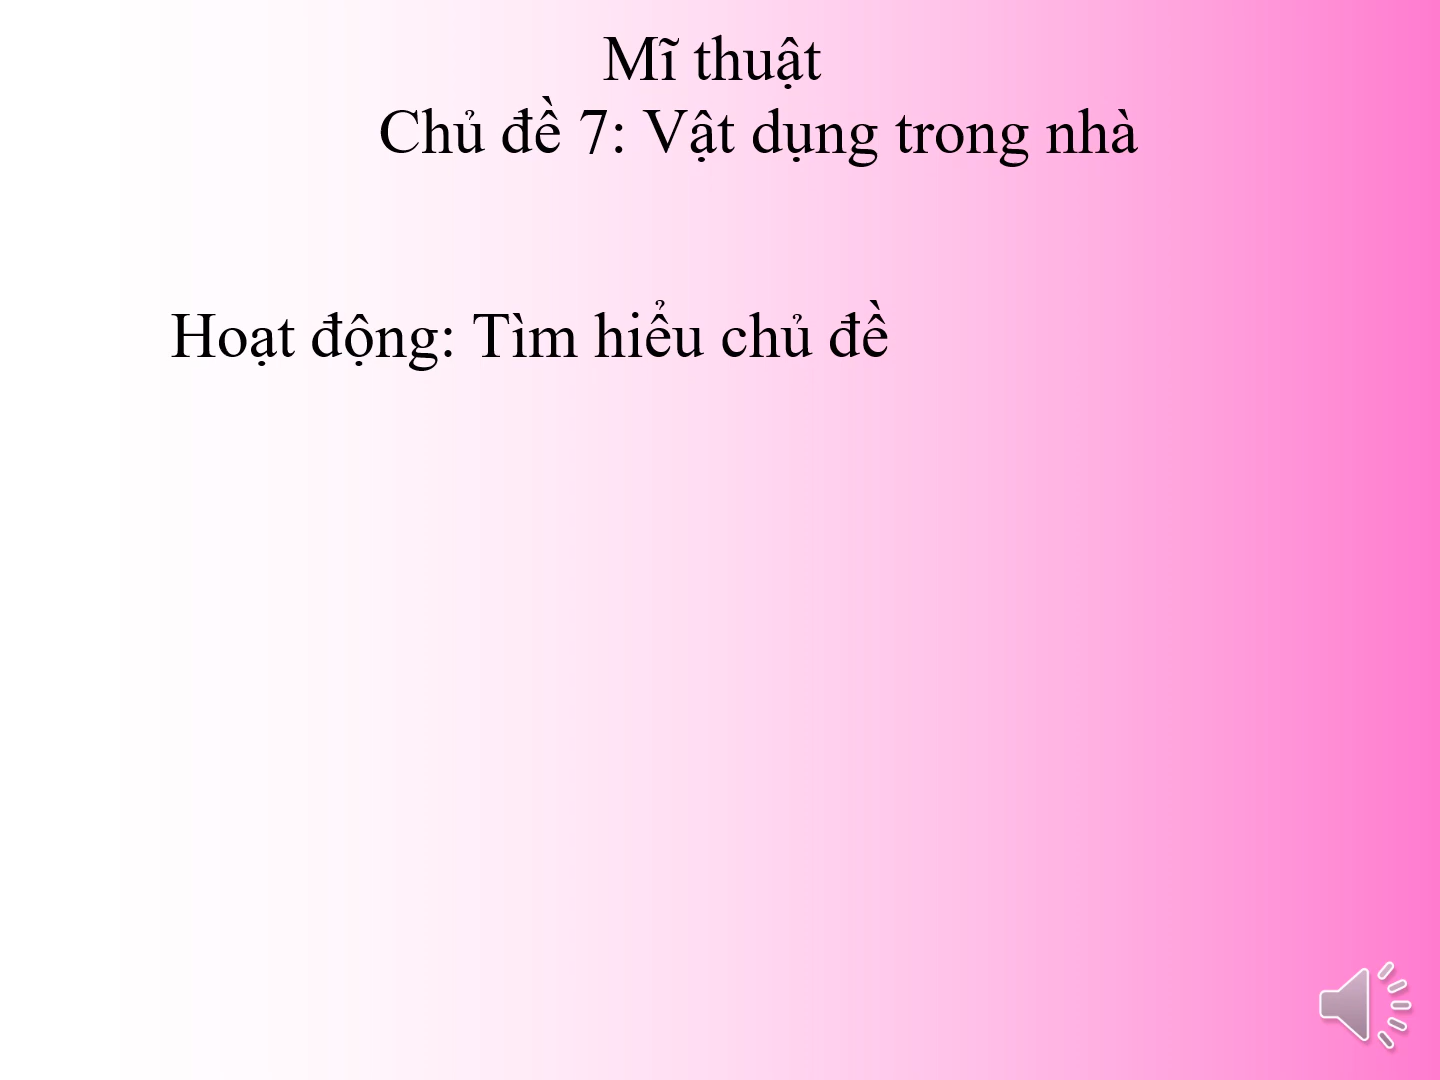 Mĩ thuật
Chủ đề 7: Vật dụng trong nhà
Hoạt động: Tìm hiểu chủ đề